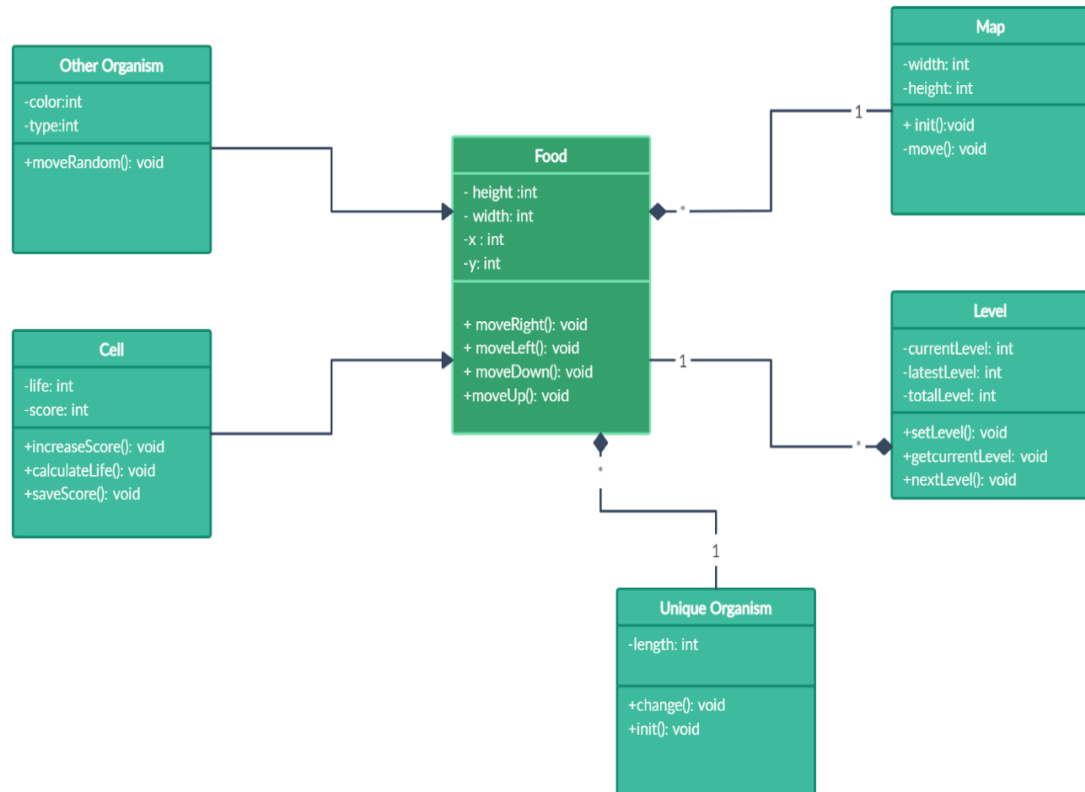 Other Organism
-color:int
-type:int
+moveRandom(): void
Map
-width: int
-height: int
+ init():void
-move(): void
1
*
Food
- height :int
- width: int
-x : int
-y: int
+ moveRight(): void
+ moveLeft(): void
+ moveDown(): void
+moveUp(): void
Cell
-life: int
-score: int
+increaseScore(): void
+calculateLife(): void
+saveScore(): void
Level
-currentLevel: int
-latestLevel: int
-totalLevel: int
+setLevel(): void
+getcurrentLevel: void
+nextLevel(): void
1
*
*
1
Unique Organism
-length: int
+change(): void
+init(): void